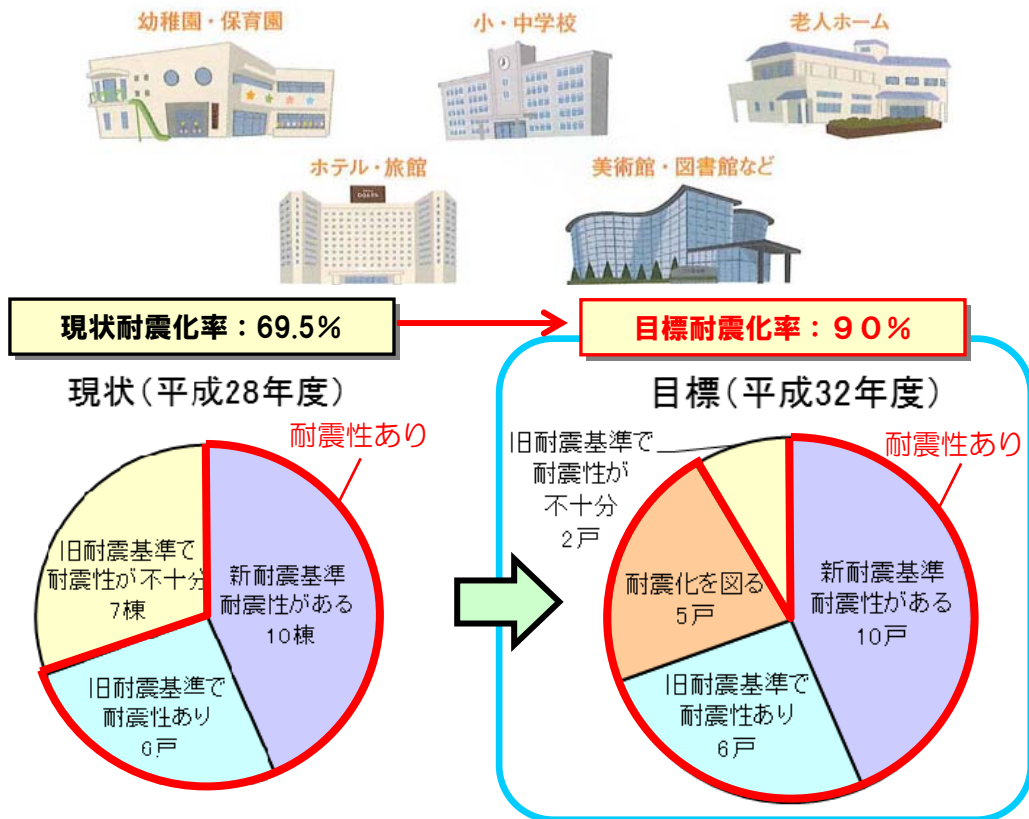 幼稚園・保育園
小・中学校
老人ホーム
ホテル・旅館
美術館・図書館など
現状耐震化率：69.5%
目標耐震化率：９０％
現状（平成28年度）
耐震性あり
旧耐震基準で
耐震性が不十分
7棟
新耐震基準
耐震性がある
10棟
旧耐震基準で
耐震性あり
6戸
目標（平成32年度）
耐震性あり
旧耐震基準で
耐震性が
不十分
2戸
耐震化を図る
5戸
新耐震基準
耐震性がある
10戸
旧耐震基準で
耐震性あり
6戸